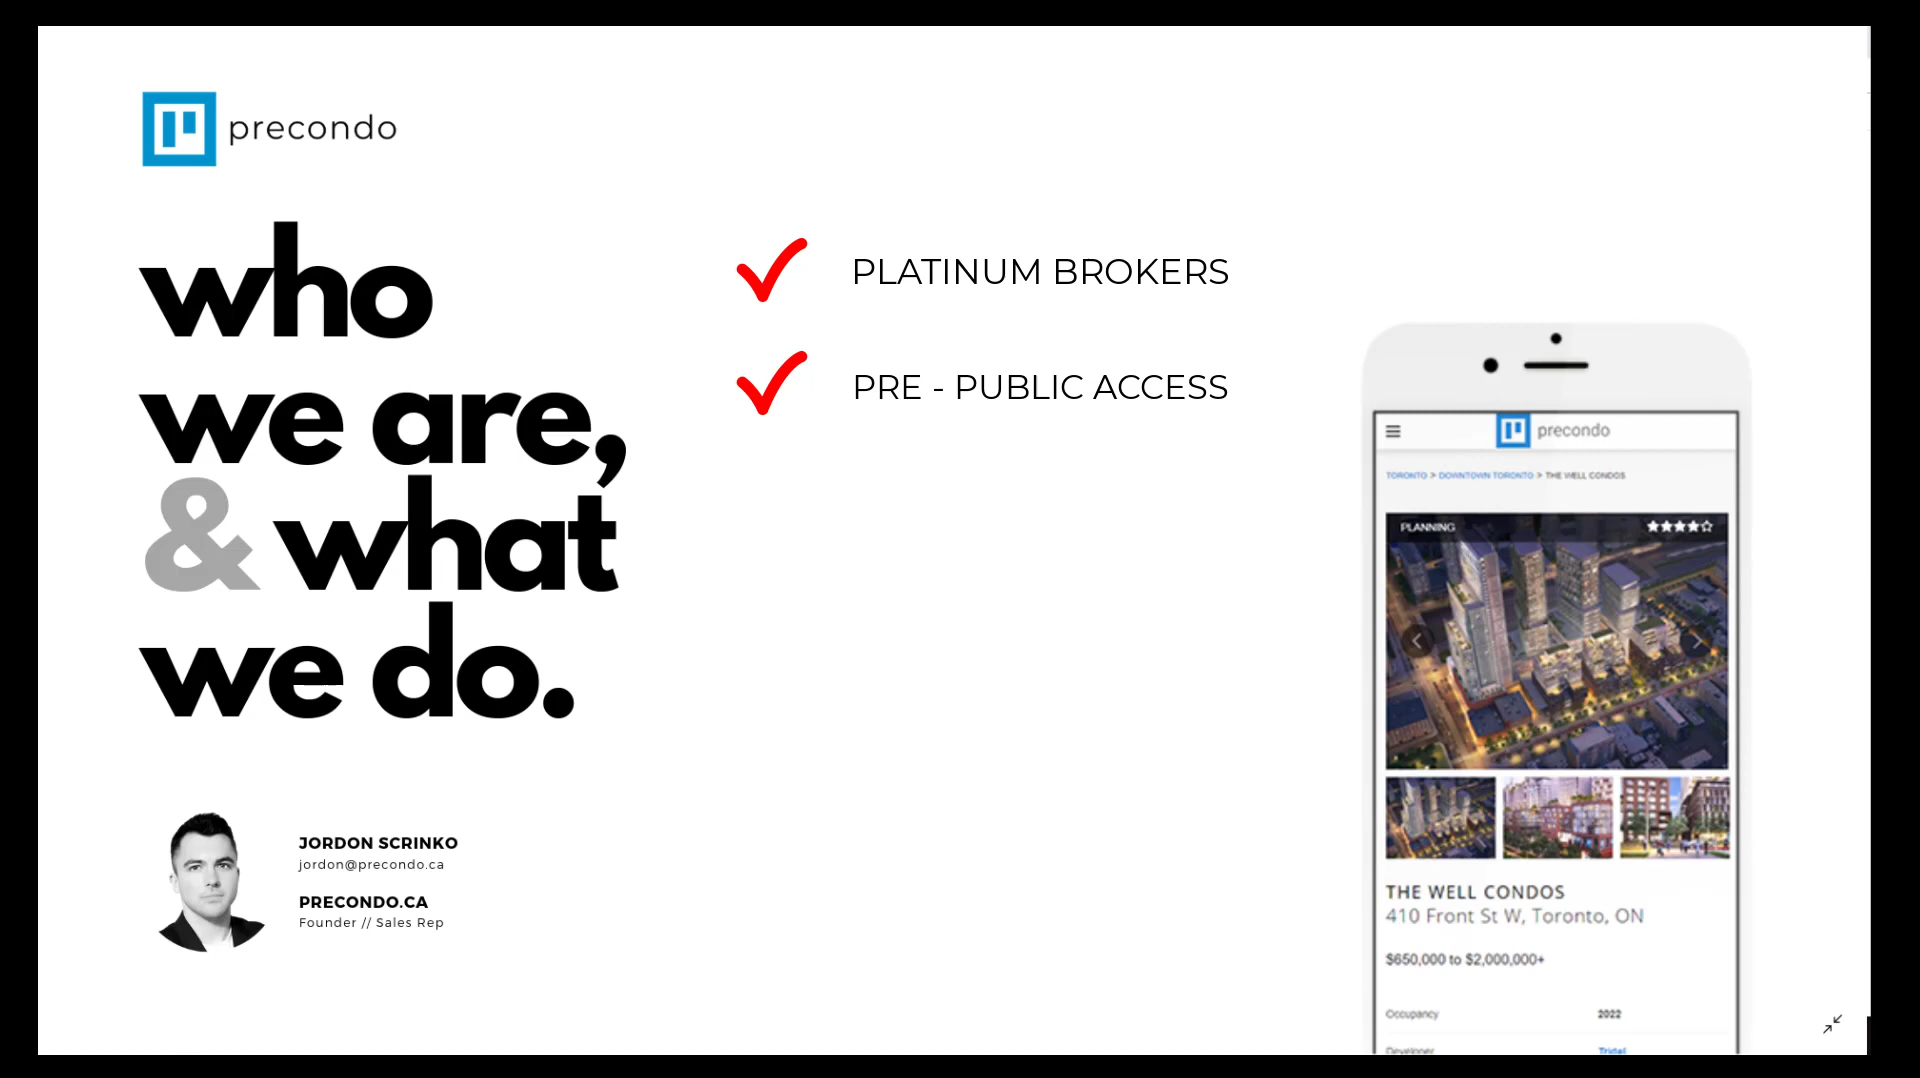 precondo
who
we are,
& what
we do.
JORDON SCRINKO
jordon@precondo.ca
PRECONDO.CA
Founder // Sales Rep
PLATINUM BROKERS
PRE - PUBLIC ACCESS
precondo
TORONTO > DOWNTOWN TORONTO > THE WELL CONDOS
PLANNING
THE WELL CONDOS
410 Front St W, Toronto, ON
$650,000 to $2,000,000+
Occupancy 2022
Developer Tridel